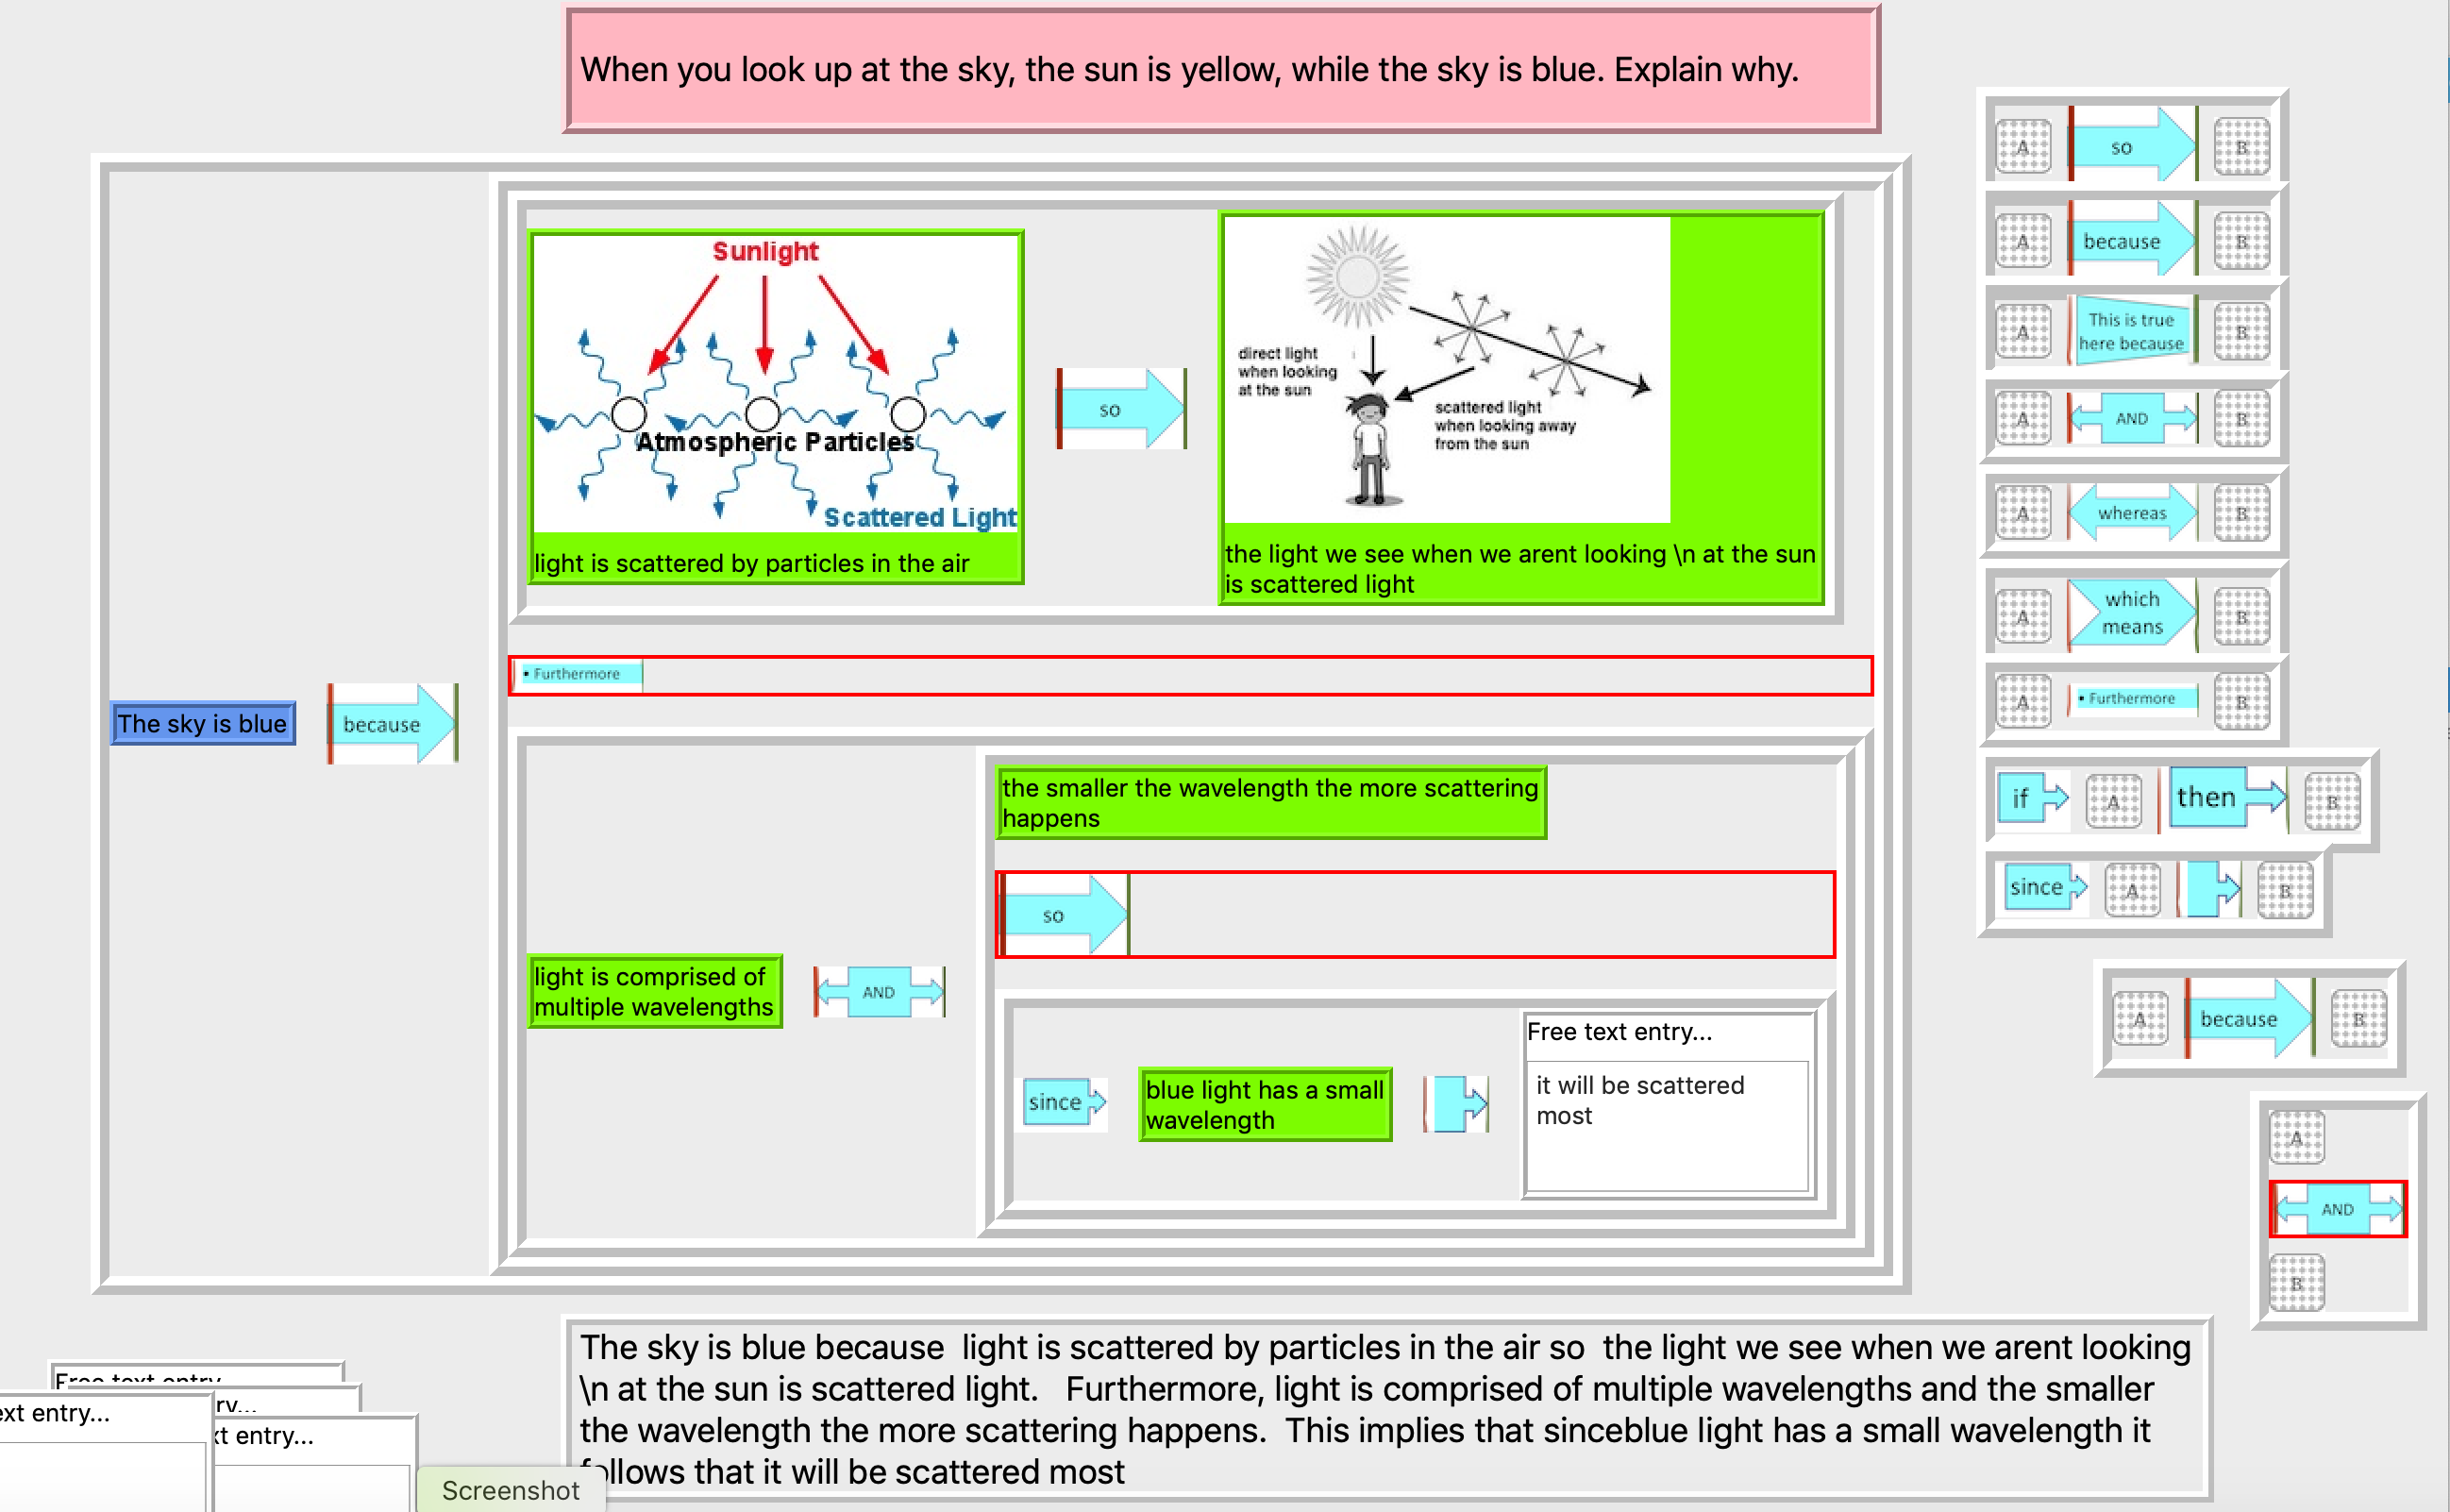 When you look up at the sky, the sun is yellow, while the sky is blue. Explain why.
The sky is blue
because
Sunlight
Atmospheric Particles
Scattered Light
light is scattered by particles in the air
so
direct light
when looking
at the sun
scattered light
when looking away
from the sun
the light we see when we arent looking \n at the sun
is scattered light
• Furthermore
light is comprised of
multiple wavelengths
AND
the smaller the wavelength the more scattering
happens
so
since
blue light has a small
wavelength
Free text entry...
it will be scattered
most
A so B
A because B
A This is true
here because B
A AND B
A whereas B
A which
means B
A • Furthermore B
if A then B
since A B
A because B
A
AND
B
The sky is blue because  light is scattered by particles in the air so  the light we see when we arent looking
\n at the sun is scattered light.   Furthermore, light is comprised of multiple wavelengths and the smaller
the wavelength the more scattering happens.  This implies that sinceblue light has a small wavelength it
follows that it will be scattered most
Free text entry...
ry...
ext entry...
xt entry...
Screenshot